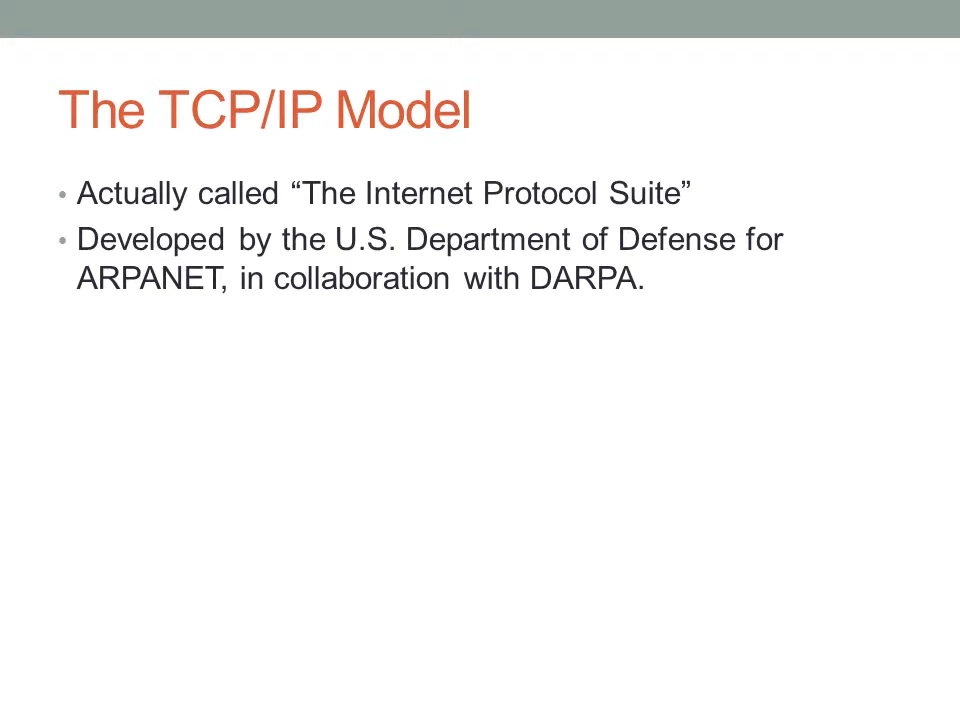 The TCP/IP Model
• Actually called “The Internet Protocol Suite”
• Developed by the U.S. Department of Defense for
ARPANET, in collaboration with DARPA.